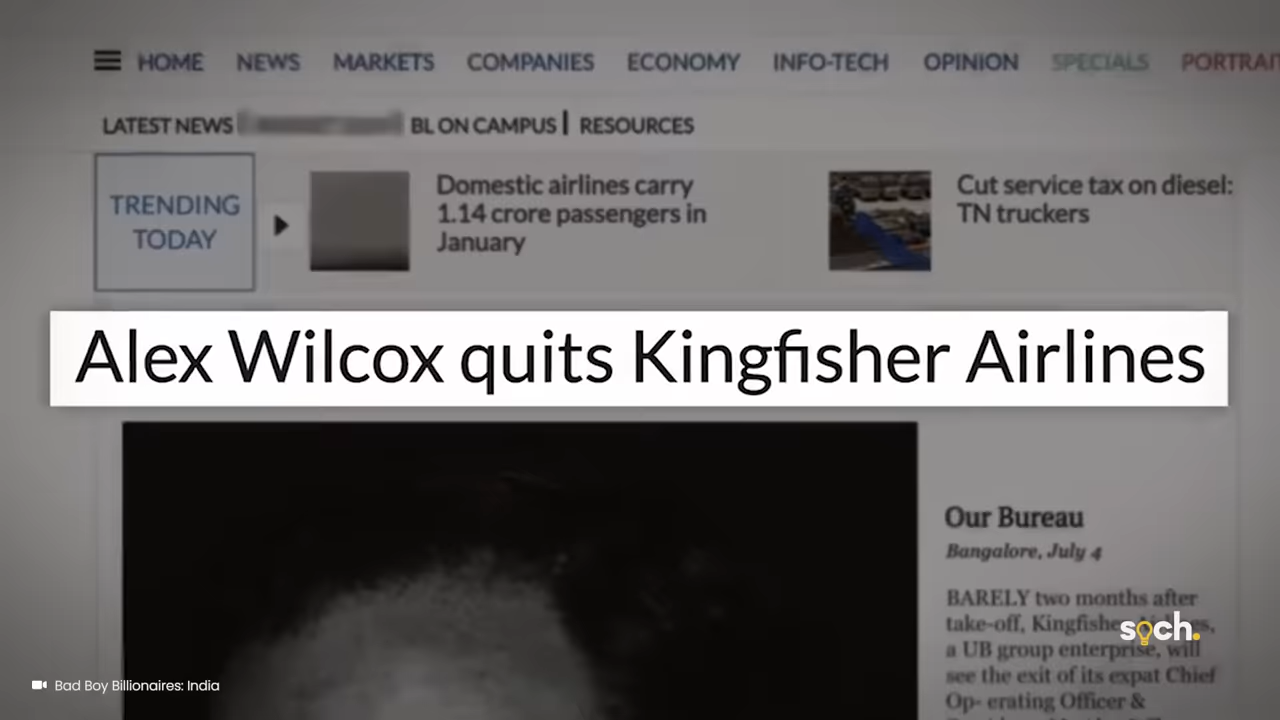 HOME NEWS MARKETS COMPANIES ECONOMY INFO-TECH OPINION SPECIALS
LATEST NEWS BL ON CAMPUS | RESOURCES
TRENDING
TODAY
Domestic airlines carry
1.14 crore passengers in
January
Cut service tax on diesel:
TN truckers
Alex Wilcox quits Kingfisher Airlines
Our Bureau
Bangalore, July 4
BARELY two months after
take-off, Kingfisher
a UB group enterprise, will
see the exit of its expat Chief
Op- erating Officer &
soch.
Bad Boy Billionaires: India